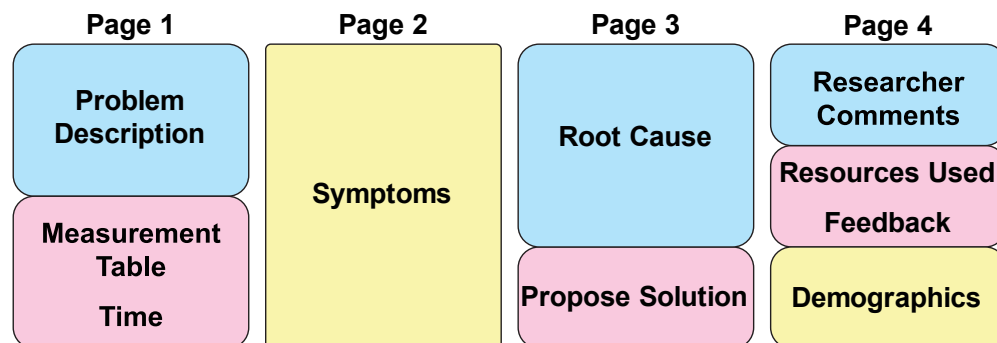 Page 1
Problem
Description
Measurement
Table
Time
Page 2
Symptoms
Page 3
Root Cause
Propose Solution
Page 4
Researcher
Comments
Resources Used
Feedback
Demographics